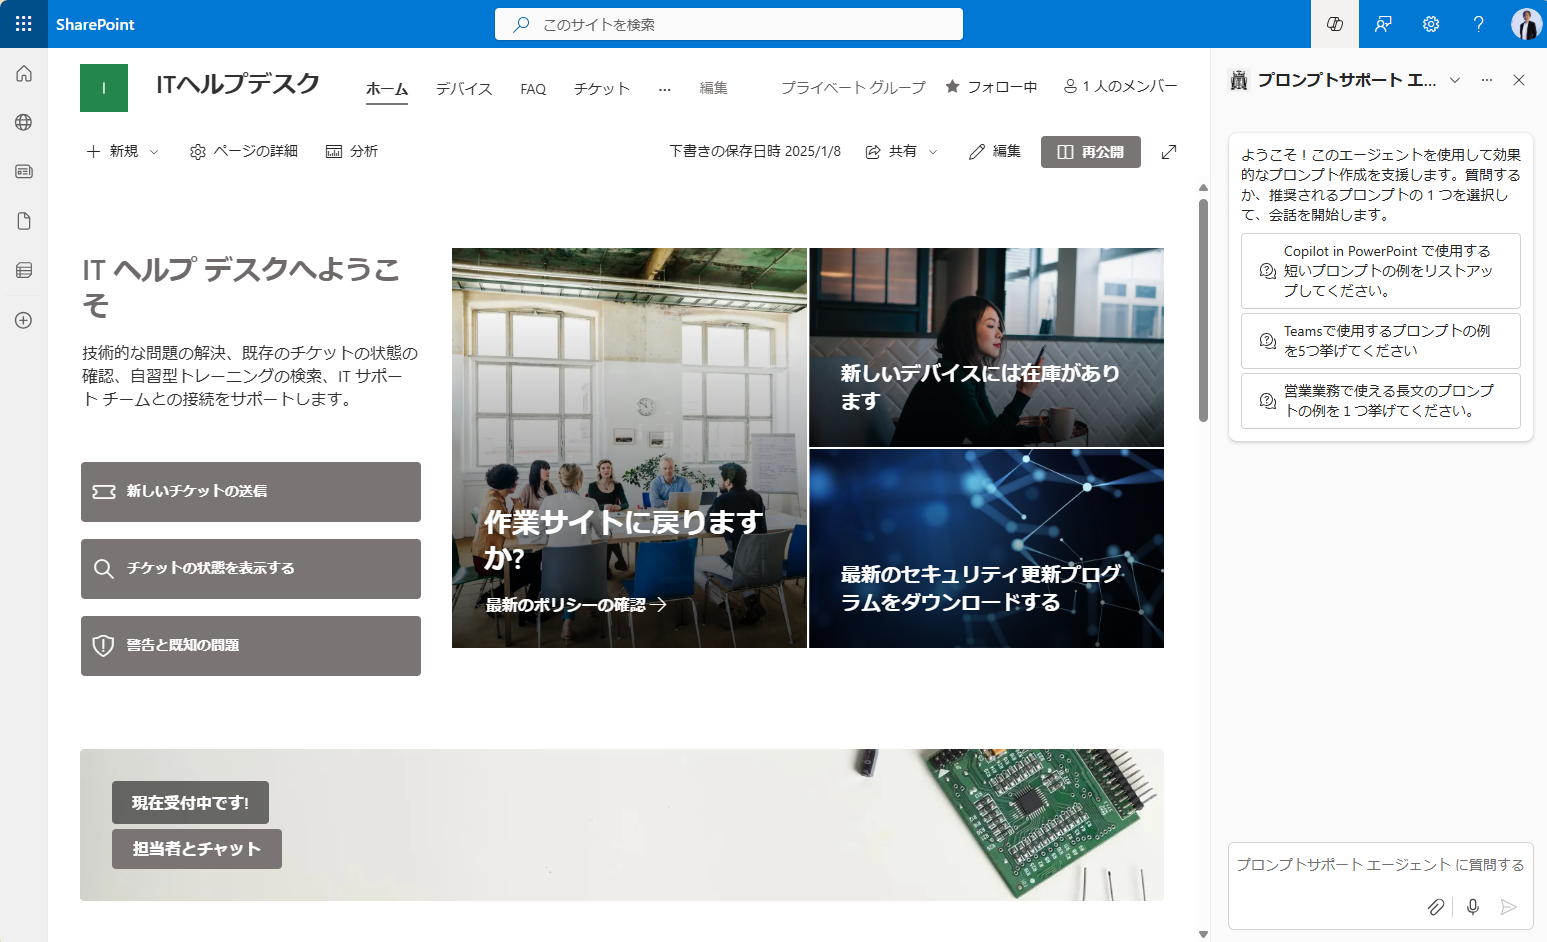 SharePoint
このサイトを検索
I
ITヘルプデスク
ホーム
デバイス
FAQ
チケット
編集
プライベート グループ
フォロー中
1 人のメンバー
新規
ページの詳細
分析
下書きの保存日時 2025/1/8
共有
編集
再公開
IT ヘルプ デスクへようこ
そ
技術的な問題の解決、既存のチケットの状態の
確認、自習型トレーニングの検索、IT サポー
ト チームとの接続をサポートします。
新しいチケットの送信
チケットの状態を表示する
警告と既知の問題
作業サイトに戻ります
か?
最新のポリシーの確認
新しいデバイスには在庫があり
ます
最新のセキュリティ更新プログ
ラムをダウンロードする
現在受付中です!
担当者とチャット
プロンプトサポート エ...
ようこそ！このエージェントを使用して効果
的なプロンプト作成を支援します。質問する
か、推奨されるプロンプトの 1 つを選択し
て、会話を開始します。
Copilot in PowerPoint で使用する
短いプロンプトの例をリストアッ
プしてください。
Teamsで使用するプロンプトの例
を5つ挙げてください
営業業務で使える長文のプロンプ
トの例を１つ挙げてください。
プロンプトサポート エージェント に質問する